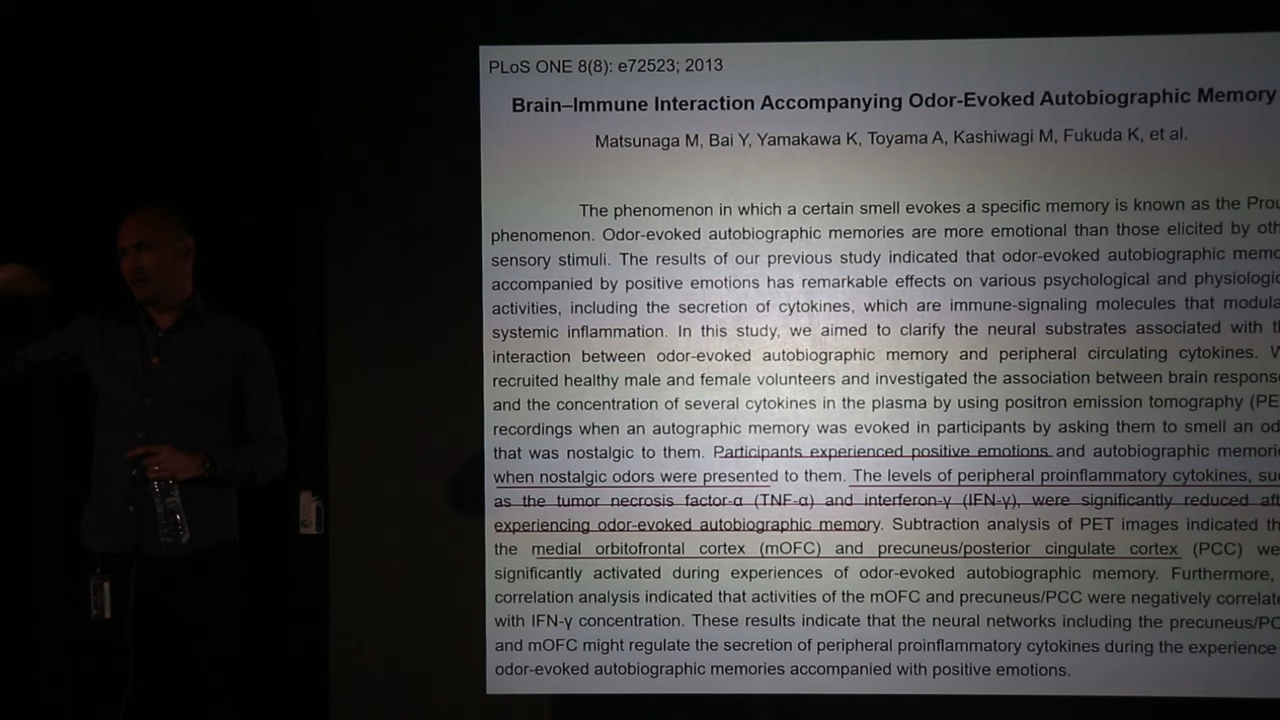 PLoS ONE 8(8): e72523; 2013
Brain–Immune Interaction Accompanying Odor-Evoked Autobiographic Memory
Matsunaga M, Bai Y, Yamakawa K, Toyama A, Kashiwagi M, Fukuda K, et al.
The phenomenon in which a certain smell evokes a specific memory is known as the
phenomenon. Odor-evoked autobiographic memories are more emotional than those elicited by
sensory stimuli. The results of our previous study indicated that odor-evoked autobiographic
accompanied by positive emotions has remarkable effects on various psychological and
activities, including the secretion of cytokines, which are immune-signaling molecules that
systemic inflammation. In this study, we aimed to clarify the neural substrates associated with
interaction between odor-evoked autobiographic memory and peripheral circulating cytokines.
recruited healthy male and female volunteers and investigated the association between brain
and the concentration of several cytokines in the plasma by using positron emission tomography
recordings when an autographic memory was evoked in participants by asking them to smell an
that was nostalgic to them. Participants experienced positive emotions and autobiographic
when nostalgic odors were presented to them. The levels of peripheral proinflammatory cytokines,
as the tumor necrosis factor-α (TNF-α) and interferon-γ (IFN-γ), were significantly reduced
experiencing odor-evoked autobiographic memory. Subtraction analysis of PET images indicated
the medial orbitofrontal cortex (mOFC) and precuneus/posterior cingulate cortex (PCC)
significantly activated during experiences of odor-evoked autobiographic memory. Furthermore,
correlation analysis indicated that activities of the mOFC and precuneus/PCC were negatively
with IFN-γ concentration. These results indicate that the neural networks including the
and mOFC might regulate the secretion of peripheral proinflammatory cytokines during the experience
odor-evoked autobiographic memories accompanied with positive emotions.